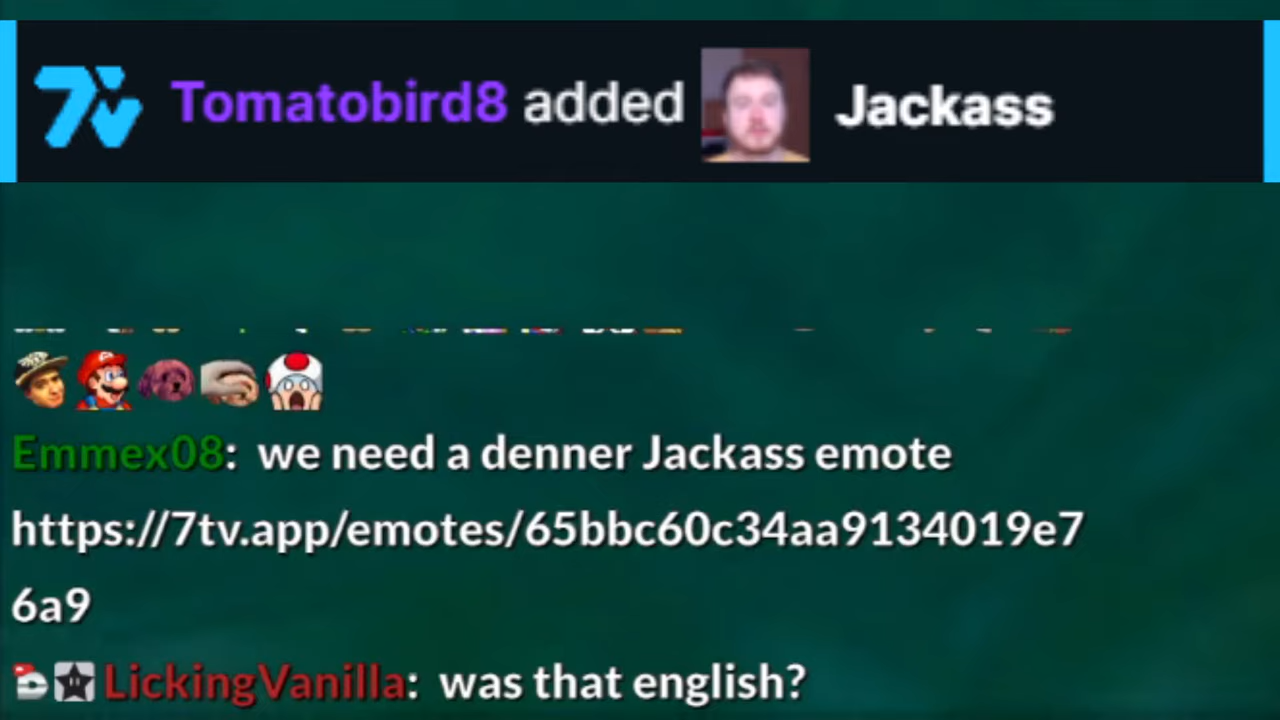 7TV Tomatobird8 added Jackass
Emmex08: we need a denner Jackass emote
https://7tv.app/emotes/65bbc60c34aa9134019e7
6a9
LickingVanilla: was that english?